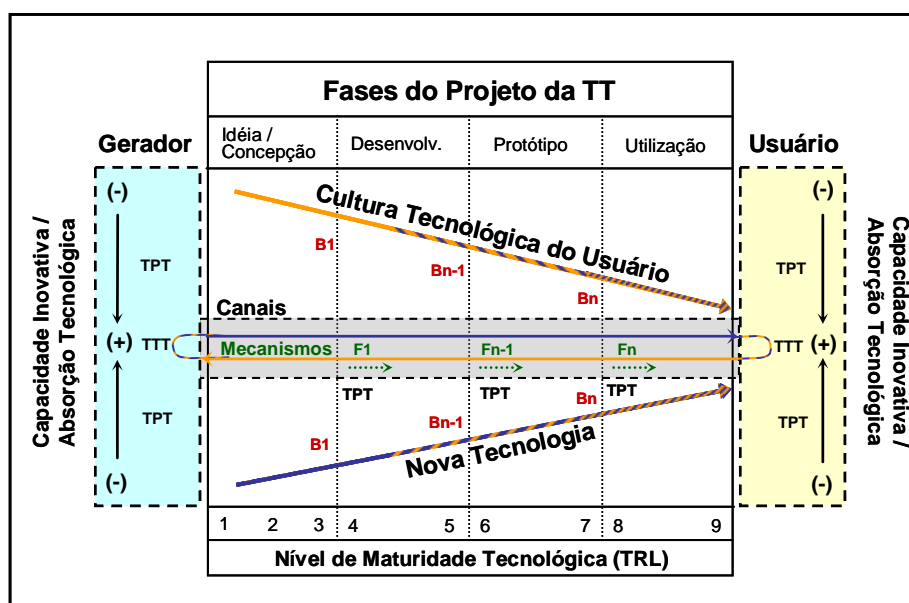 Fases do Projeto da TT
Gerador
Idéia /
Concepção
Desenvolv.
Protótipo
Utilização
Usuário
(-)
(-)
Cultura Tecnológica do Usuário
B1
Bn-1
Bn
TPT
TPT
Capacidade Inovativa /
Absorção Tecnológica
Capacidade Inovativa /
Absorção Tecnológica
Canais
(+)
TTT
Mecanismos
F1
Fn-1
Fn
TTT
(+)
TPT
TPT
TPT
TPT
TPT
B1
Bn-1
Bn
Nova Tecnologia
(-)
(-)
1
2
3
4
5
6
7
8
9
Nível de Maturidade Tecnológica (TRL)